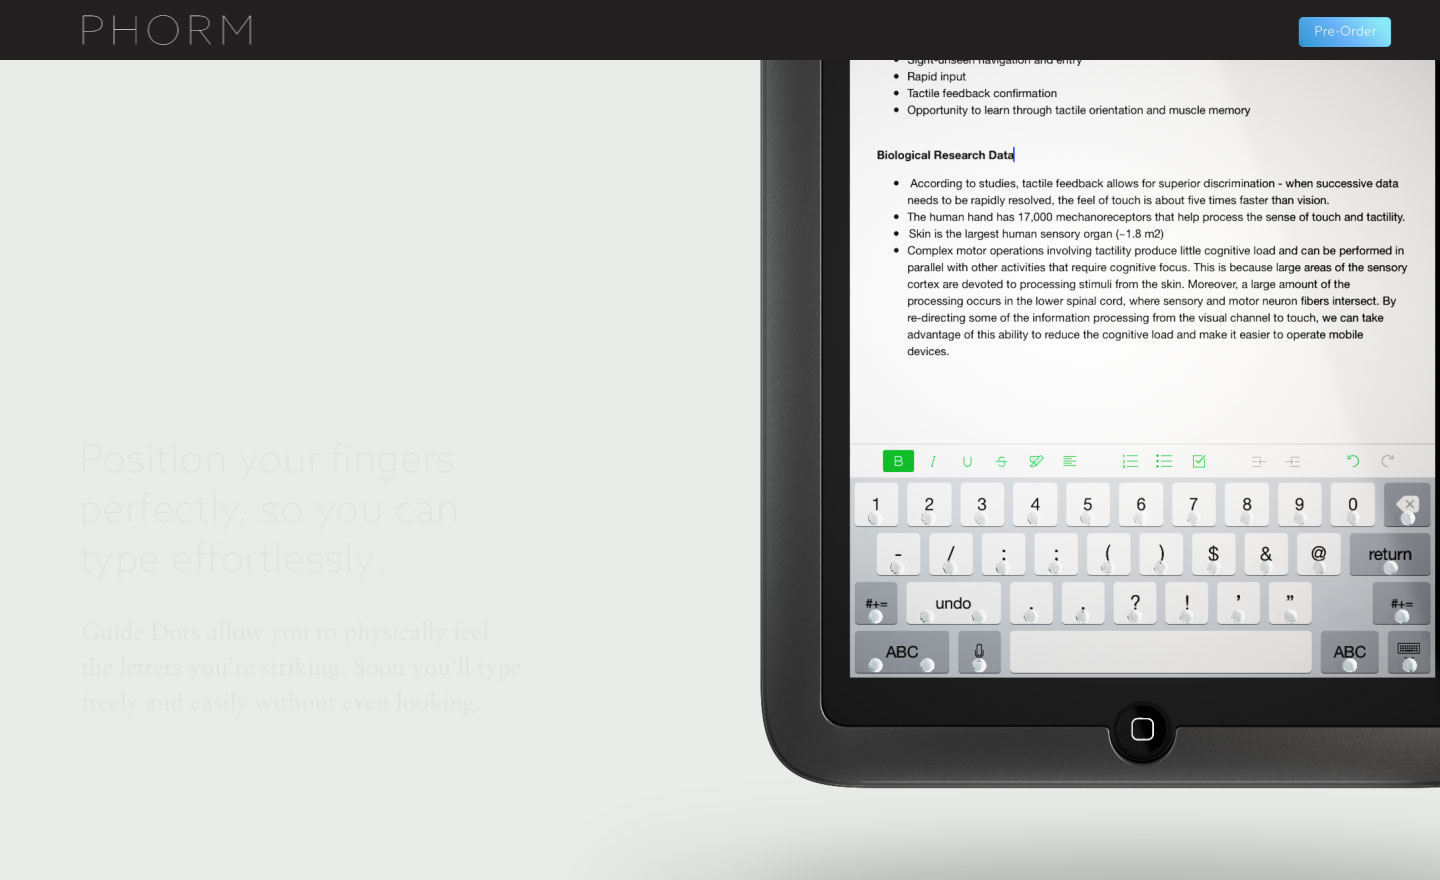 PHORM
Pre-Order
Sight-unseen navigation and entry
Rapid input
Tactile feedback confirmation
Opportunity to learn through tactile orientation and muscle memory
Biological Research Data
According to studies, tactile feedback allows for superior discrimination - when successive data
needs to be rapidly resolved, the feel of touch is about five times faster than vision.
The human hand has 17,000 mechanoreceptors that help process the sense of touch and tactility.
Skin is the largest human sensory organ (~1.8 m2)
Complex motor operations involving tactility produce little cognitive load and can be performed in
parallel with other activities that require cognitive focus. This is because large areas of the sensory
cortex are devoted to processing stimuli from the skin. Moreover, a large amount of the
processing occurs in the lower spinal cord, where sensory and motor neuron fibers intersect. By
re-directing some of the information processing from the visual channel to touch, we can take
advantage of this ability to reduce the cognitive load and make it easier to operate mobile
devices.
Position your fingers
perfectly, so you can
type effortlessly.
Guide Dots allow you to physically feel
the letters you're striking. Soon you'll type
freely and easily without even looking.
B I U S
1 2 3 4 5 6 7 8 9 0
- / : ( ) $ & @ return
#+= undo . , ? ! ' " #+=
ABC ABC